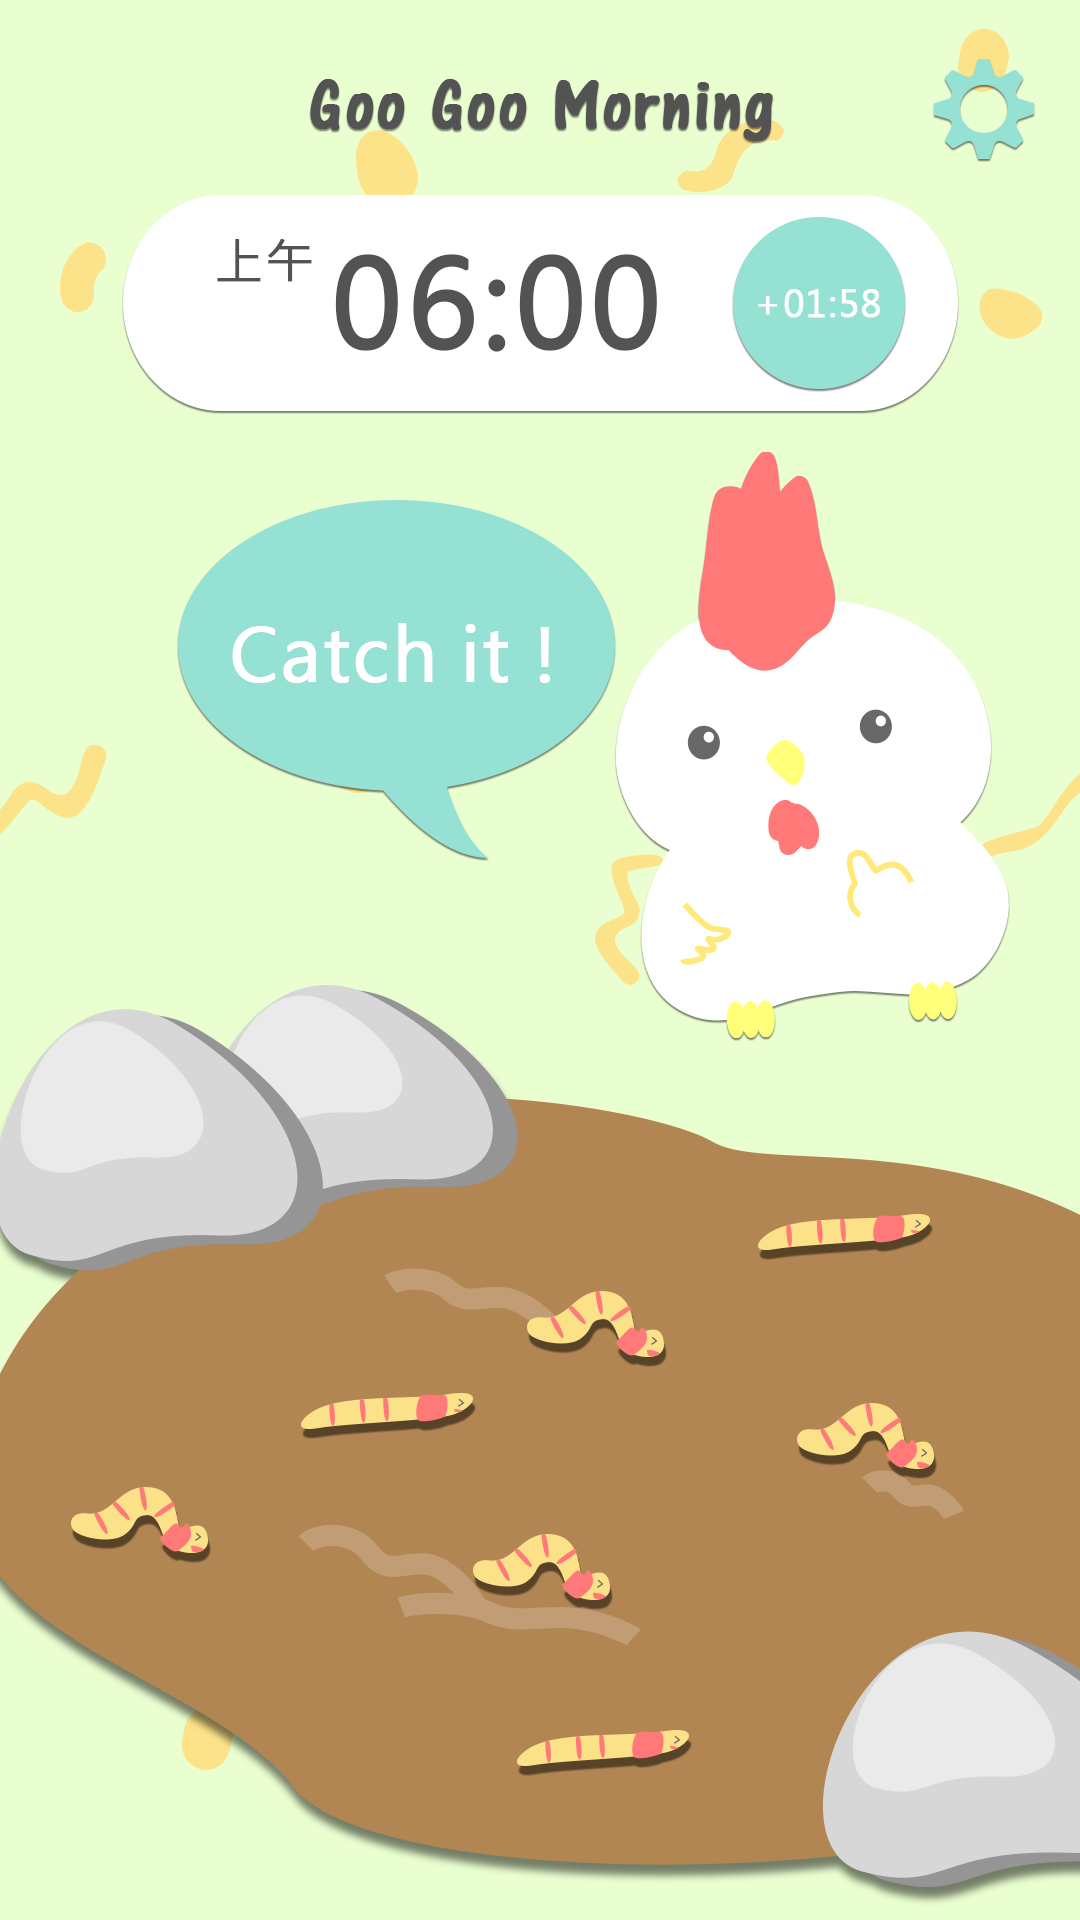 Goo Goo Morning
上午 06:00 +01:58
Catch it !